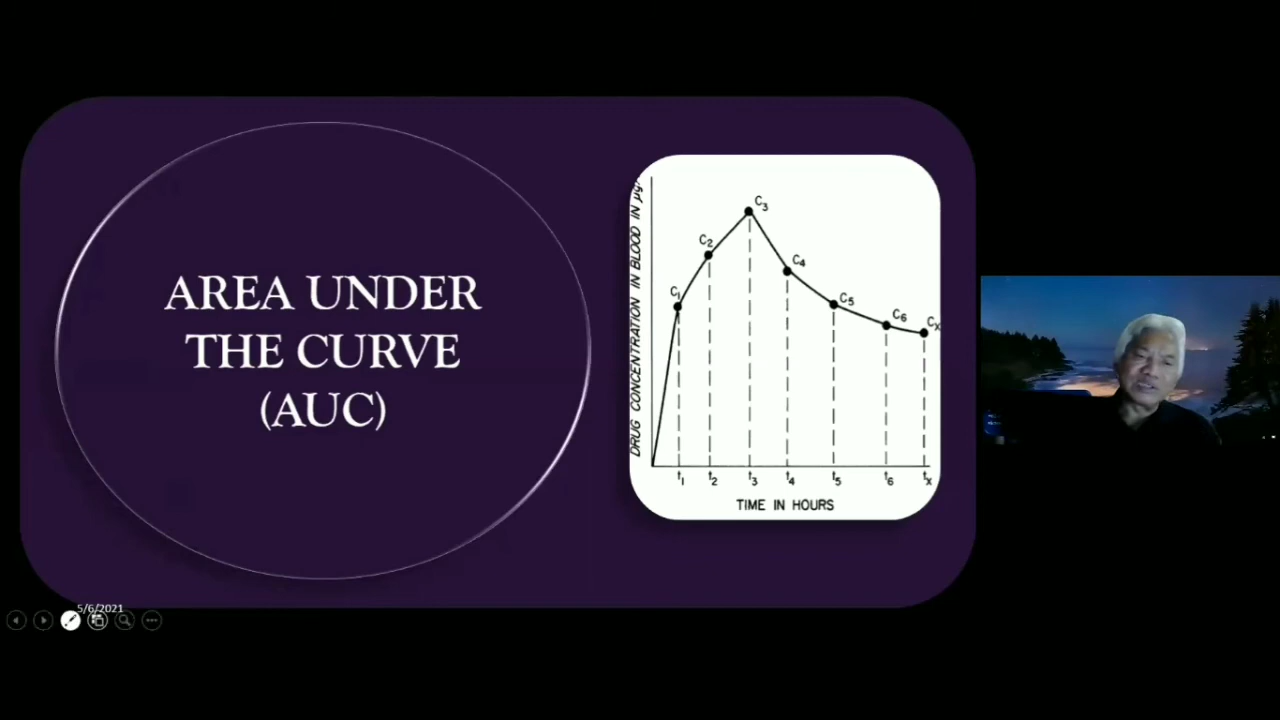 AREA UNDER
THE CURVE
(AUC)
DRUG CONCENTRATION IN BLOOD IN µg/
C1
C2
C3
C4
C5
C6
Cx
t1 t2 t3 t4 t5 t6 tx
TIME IN HOURS
5/6/2021